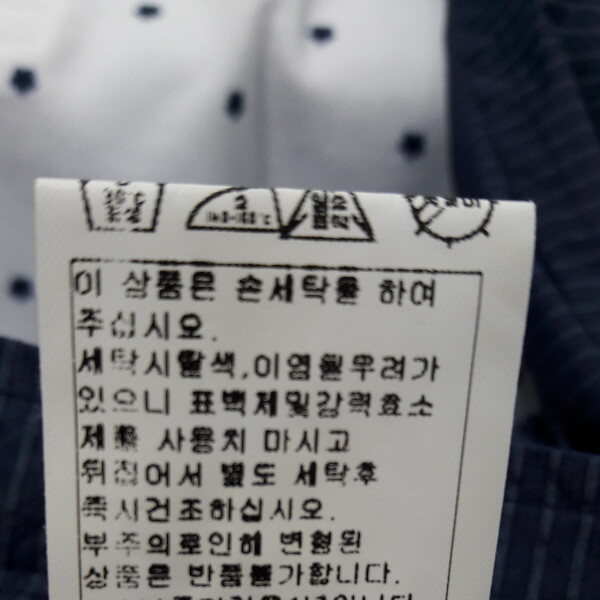 이 상품은 손세탁을 하여
주십시오.
세탁시탈색,이염될우려가
있으니 표백제및강력효소
제품 사용치 마시고
뒤집어서 별도 세탁후
즉시건조하십시오.
부주의로인해 변형된
상품은 반품불가합니다.